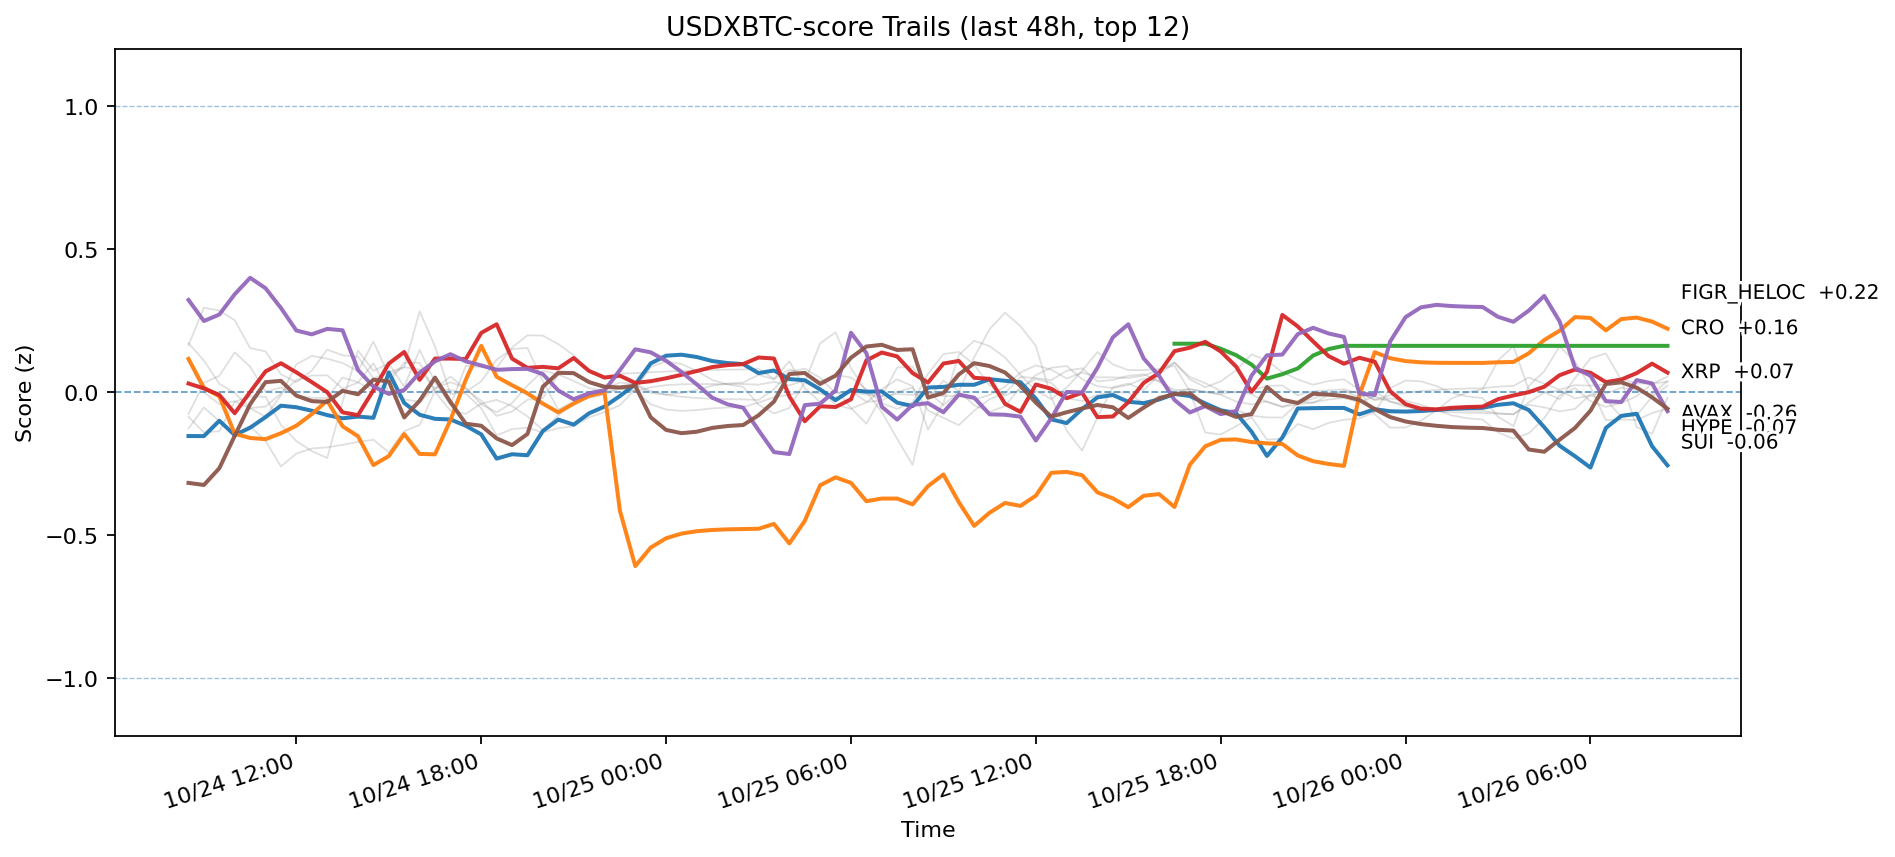 USDXBTC-score Trails (last 48h, top 12)
Score (z)
1.0
0.5
0.0
−0.5
−1.0
FIGR_HELOC +0.22
CRO +0.16
XRP +0.07
AVAX -0.26
HYPE -0.07
SUI -0.06
10/24 12:00
10/24 18:00
10/25 00:00
10/25 06:00
10/25 12:00
10/25 18:00
10/26 00:00
10/26 06:00
Time